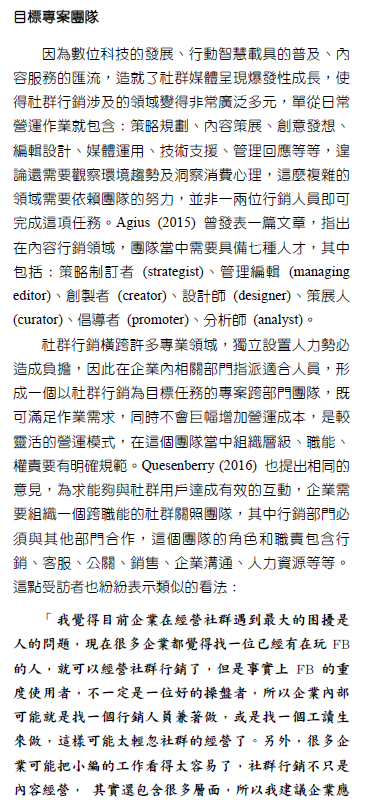 目標專案團隊
因為數位科技的發展、行動智慧載具的普及、內
容服務的匯流，造就了社群媒體呈現爆發性成長，使
得社群行銷涉及的領域變得非常廣泛多元，單從日常
營運作業就包含：策略規劃、內容策展、創意發想、
編輯設計、媒體運用、技術支援、管理回應等等，遑
論還需要觀察環境趨勢及洞察消費心理，這麼複雜的
領域需要依賴團隊的努力，並非一兩位行銷人員即可
完成這項任務。Agius (2015) 曾發表一篇文章，指出
在內容行銷領域，團隊當中需要具備七種人才，其中
包括：策略制訂者 (strategist)、管理編輯 (managing
editor)、創製者 (creator)、設計師 (designer)、策展人
(curator)、倡導者 (promoter)、分析師 (analyst)。
社群行銷橫跨許多專業領域，獨立設置人力勢必
造成負擔，因此在企業內相關部門指派適合人員，形
成一個以社群行銷為目標任務的專案跨部門團隊，既
可滿足作業需求，同時不會巨幅增加營運成本，是較
靈活的營運模式，在這個團隊當中組織層級、職能、
權責要有明確規範。Quesenberry (2016) 也提出相同的
意見，為求能夠與社群用戶達成有效的互動，企業需
要組織一個跨職能的社群關照團隊，其中行銷部門必
須與其他部門合作，這個團隊的角色和職責包含行
銷、客服、公關、銷售、企業溝通、人力資源等等。
這點受訪者也紛紛表示類似的看法：
「我覺得目前企業在經營社群遇到最大的困擾是
人的問題，現在很多企業都覺得找一位已經有在玩 FB
的人，就可以經營社群行銷了，但是事實上 FB 的重
度使用者，不一定是一位好的操盤者，所以企業內部
可能就是找一個行銷人員兼著做，或是找一個工讀生
來做，這樣可能太輕忽社群的經營了。另外，很多企
業可能把小編的工作看得太容易了，社群行銷不只是
內容經營， 其實還包含很多層面，所以我建議企業應